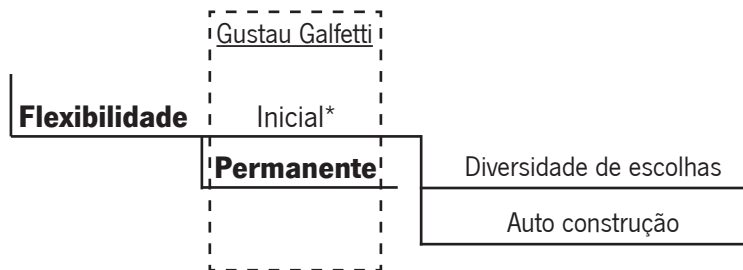 Gustau Galfetti
Flexibilidade Inicial*
Permanente Diversidade de escolhas
Auto construção